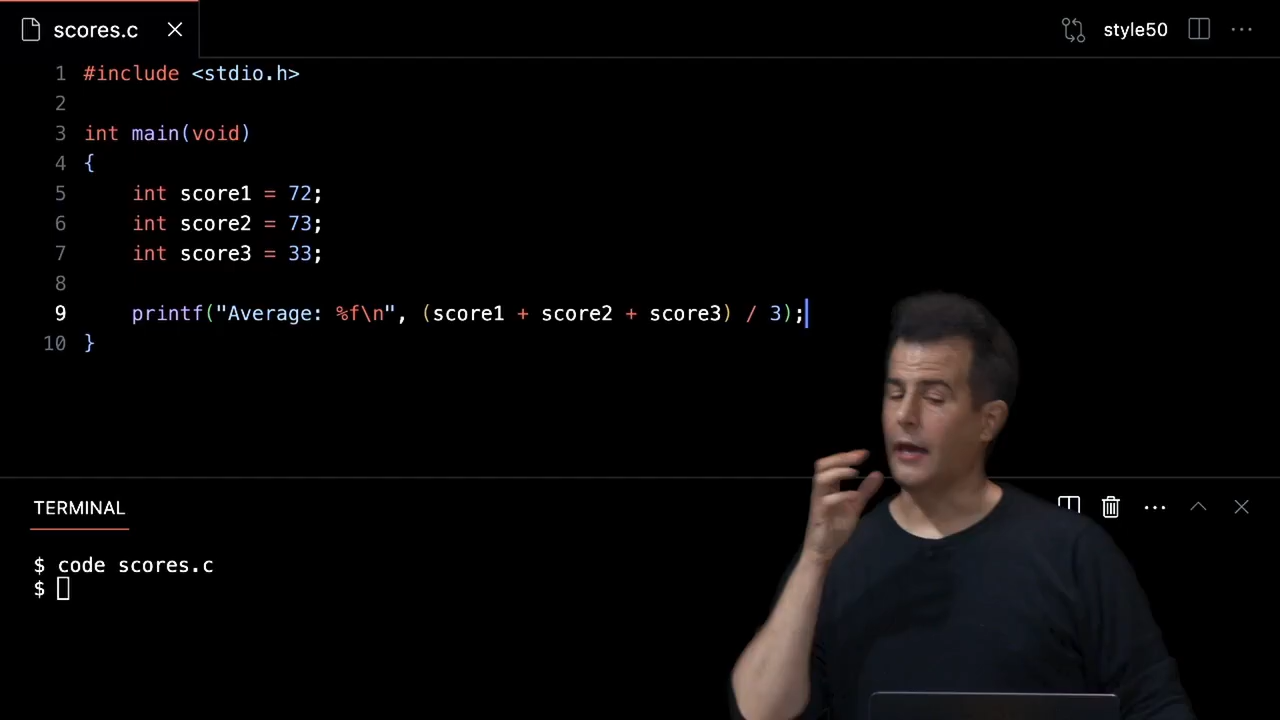 scores.c
style50
1 #include <stdio.h>
2
3 int main(void)
4 {
5     int score1 = 72;
6     int score2 = 73;
7     int score3 = 33;
8
9     printf("Average: %f\n", (score1 + score2 + score3) / 3);
10 }
TERMINAL
$ code scores.c
$